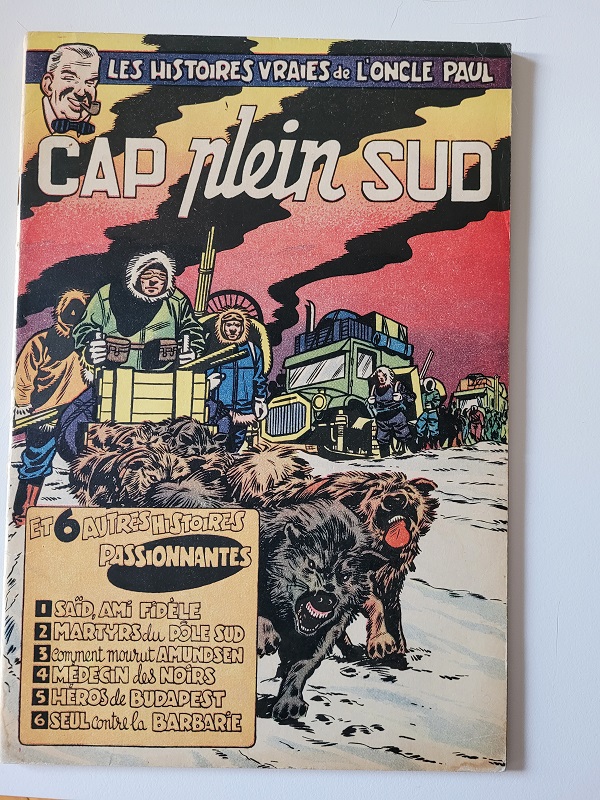 LES HISTOIRES VRAIES de L'ONCLE PAUL
CAP plein SUD
ET 6 AUTRES HISTOIRES
PASSIONNANTES
1 SAÏD, AMI FIDÈLE
2 MARTYRS du PÔLE SUD
3 comment mourut AMUNDSEN
4 MÉDECIN des NOIRS
5 HÉROS de BUDAPEST
6 SEUL contre la BARBARIE